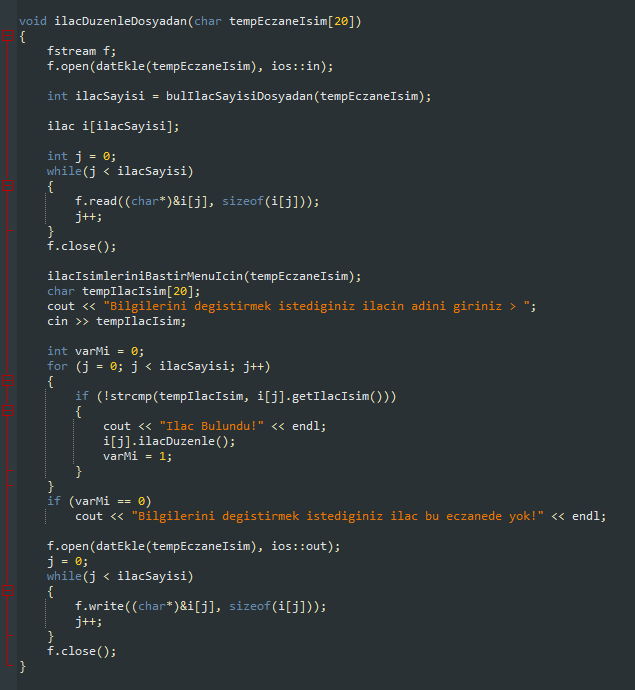 void ilacDuzenleDosyadan(char tempEczaneIsim[20])
{
fstream f;
f.open(datEkle(tempEczaneIsim), ios::in);
int ilacSayisi = bulIlacSayisiDosyadan(tempEczaneIsim);
ilac i[ilacSayisi];
int j = 0;
while(j < ilacSayisi)
{
f.read((char*)&i[j], sizeof(i[j]));
j++;
}
f.close();
ilacIsimleriniBastirMenuIcin(tempEczaneIsim);
char tempIlacIsim[20];
cout << "Bilgilerini degistirmek istediginiz ilacin adini giriniz > ";
cin >> tempIlacIsim;
int varMi = 0;
for (j = 0; j < ilacSayisi; j++)
{
if (!strcmp(tempIlacIsim, i[j].getIlacIsim()))
{
cout << "Ilac Bulundu!" << endl;
i[j].ilacDuzenle();
varMi = 1;
}
}
if (varMi == 0)
cout << "Bilgilerini degistirmek istediginiz ilac bu eczanede yok!" << endl;
f.open(datEkle(tempEczaneIsim), ios::out);
j = 0;
while(j < ilacSayisi)
{
f.write((char*)&i[j], sizeof(i[j]));
j++;
}
f.close();
}